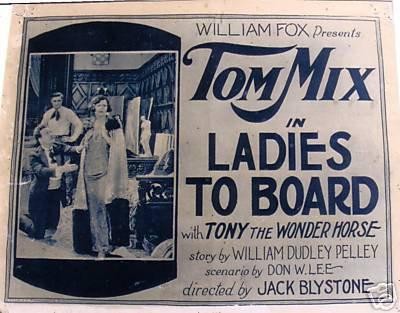 WILLIAM FOX Presents
TOM MIX
IN
LADIES
TO BOARD
with TONY THE WONDER HORSE
story by WILLIAM DUDLEY PELLEY
scenario by DON W. LEE
directed by JACK BLYSTONE